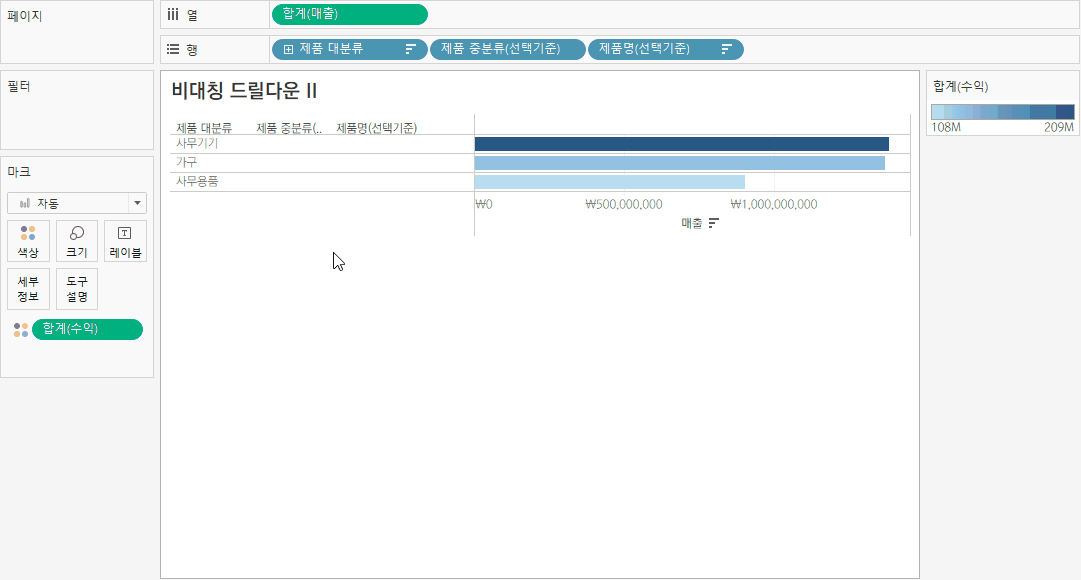 페이지
iii 열
합계(매출)
행
제품 대분류
제품 중분류(선택기준)
제품명(선택기준)
필터
마크
자동
색상
크기
레이블
세부
정보
도구
설명
합계(수익)
비대칭 드릴다운 II
제품 대분류
제품 중분류(..
제품명(선택기준)
사무기기
가구
사무용품
₩0
₩500,000,000
₩1,000,000,000
매출
합계(수익)
108M
209M